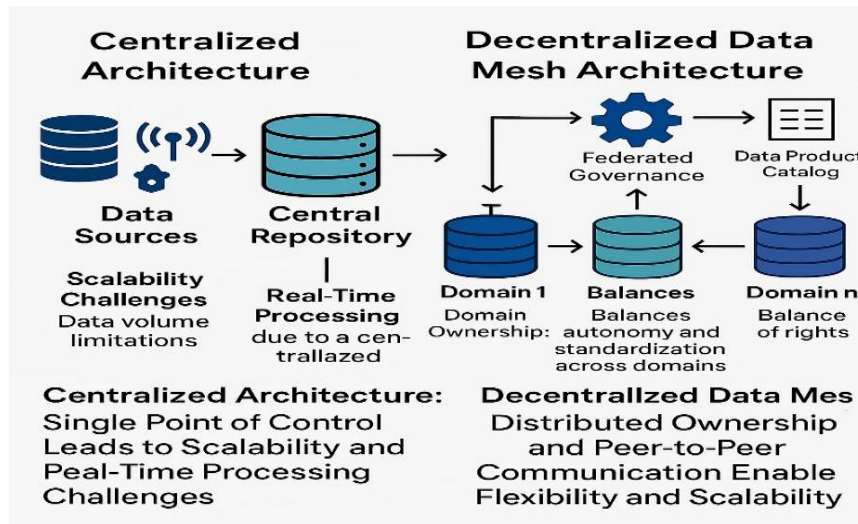 Centralized
Architecture
Data
Sources
Central
Repository
Scalability
Challenges
Data volume
limitations
Real-Time
Processing
due to a cen-
trallazed
Centralized Architecture:
Single Point of Control
Leads to Scalability and
Peal-Time Processing
Challenges
Decentralized Data
Mesh Architecture
Federated
Governance
Data Product
Catalog
Domain 1
Domain
Ownership:
Balances
Balances
autonomy and
standardization
across domains
Domain n
Balance
of rights
Decentrallzed Data Mes
Distributed Ownership
and Peer-to-Peer
Communication Enable
Flexibility and Scalability